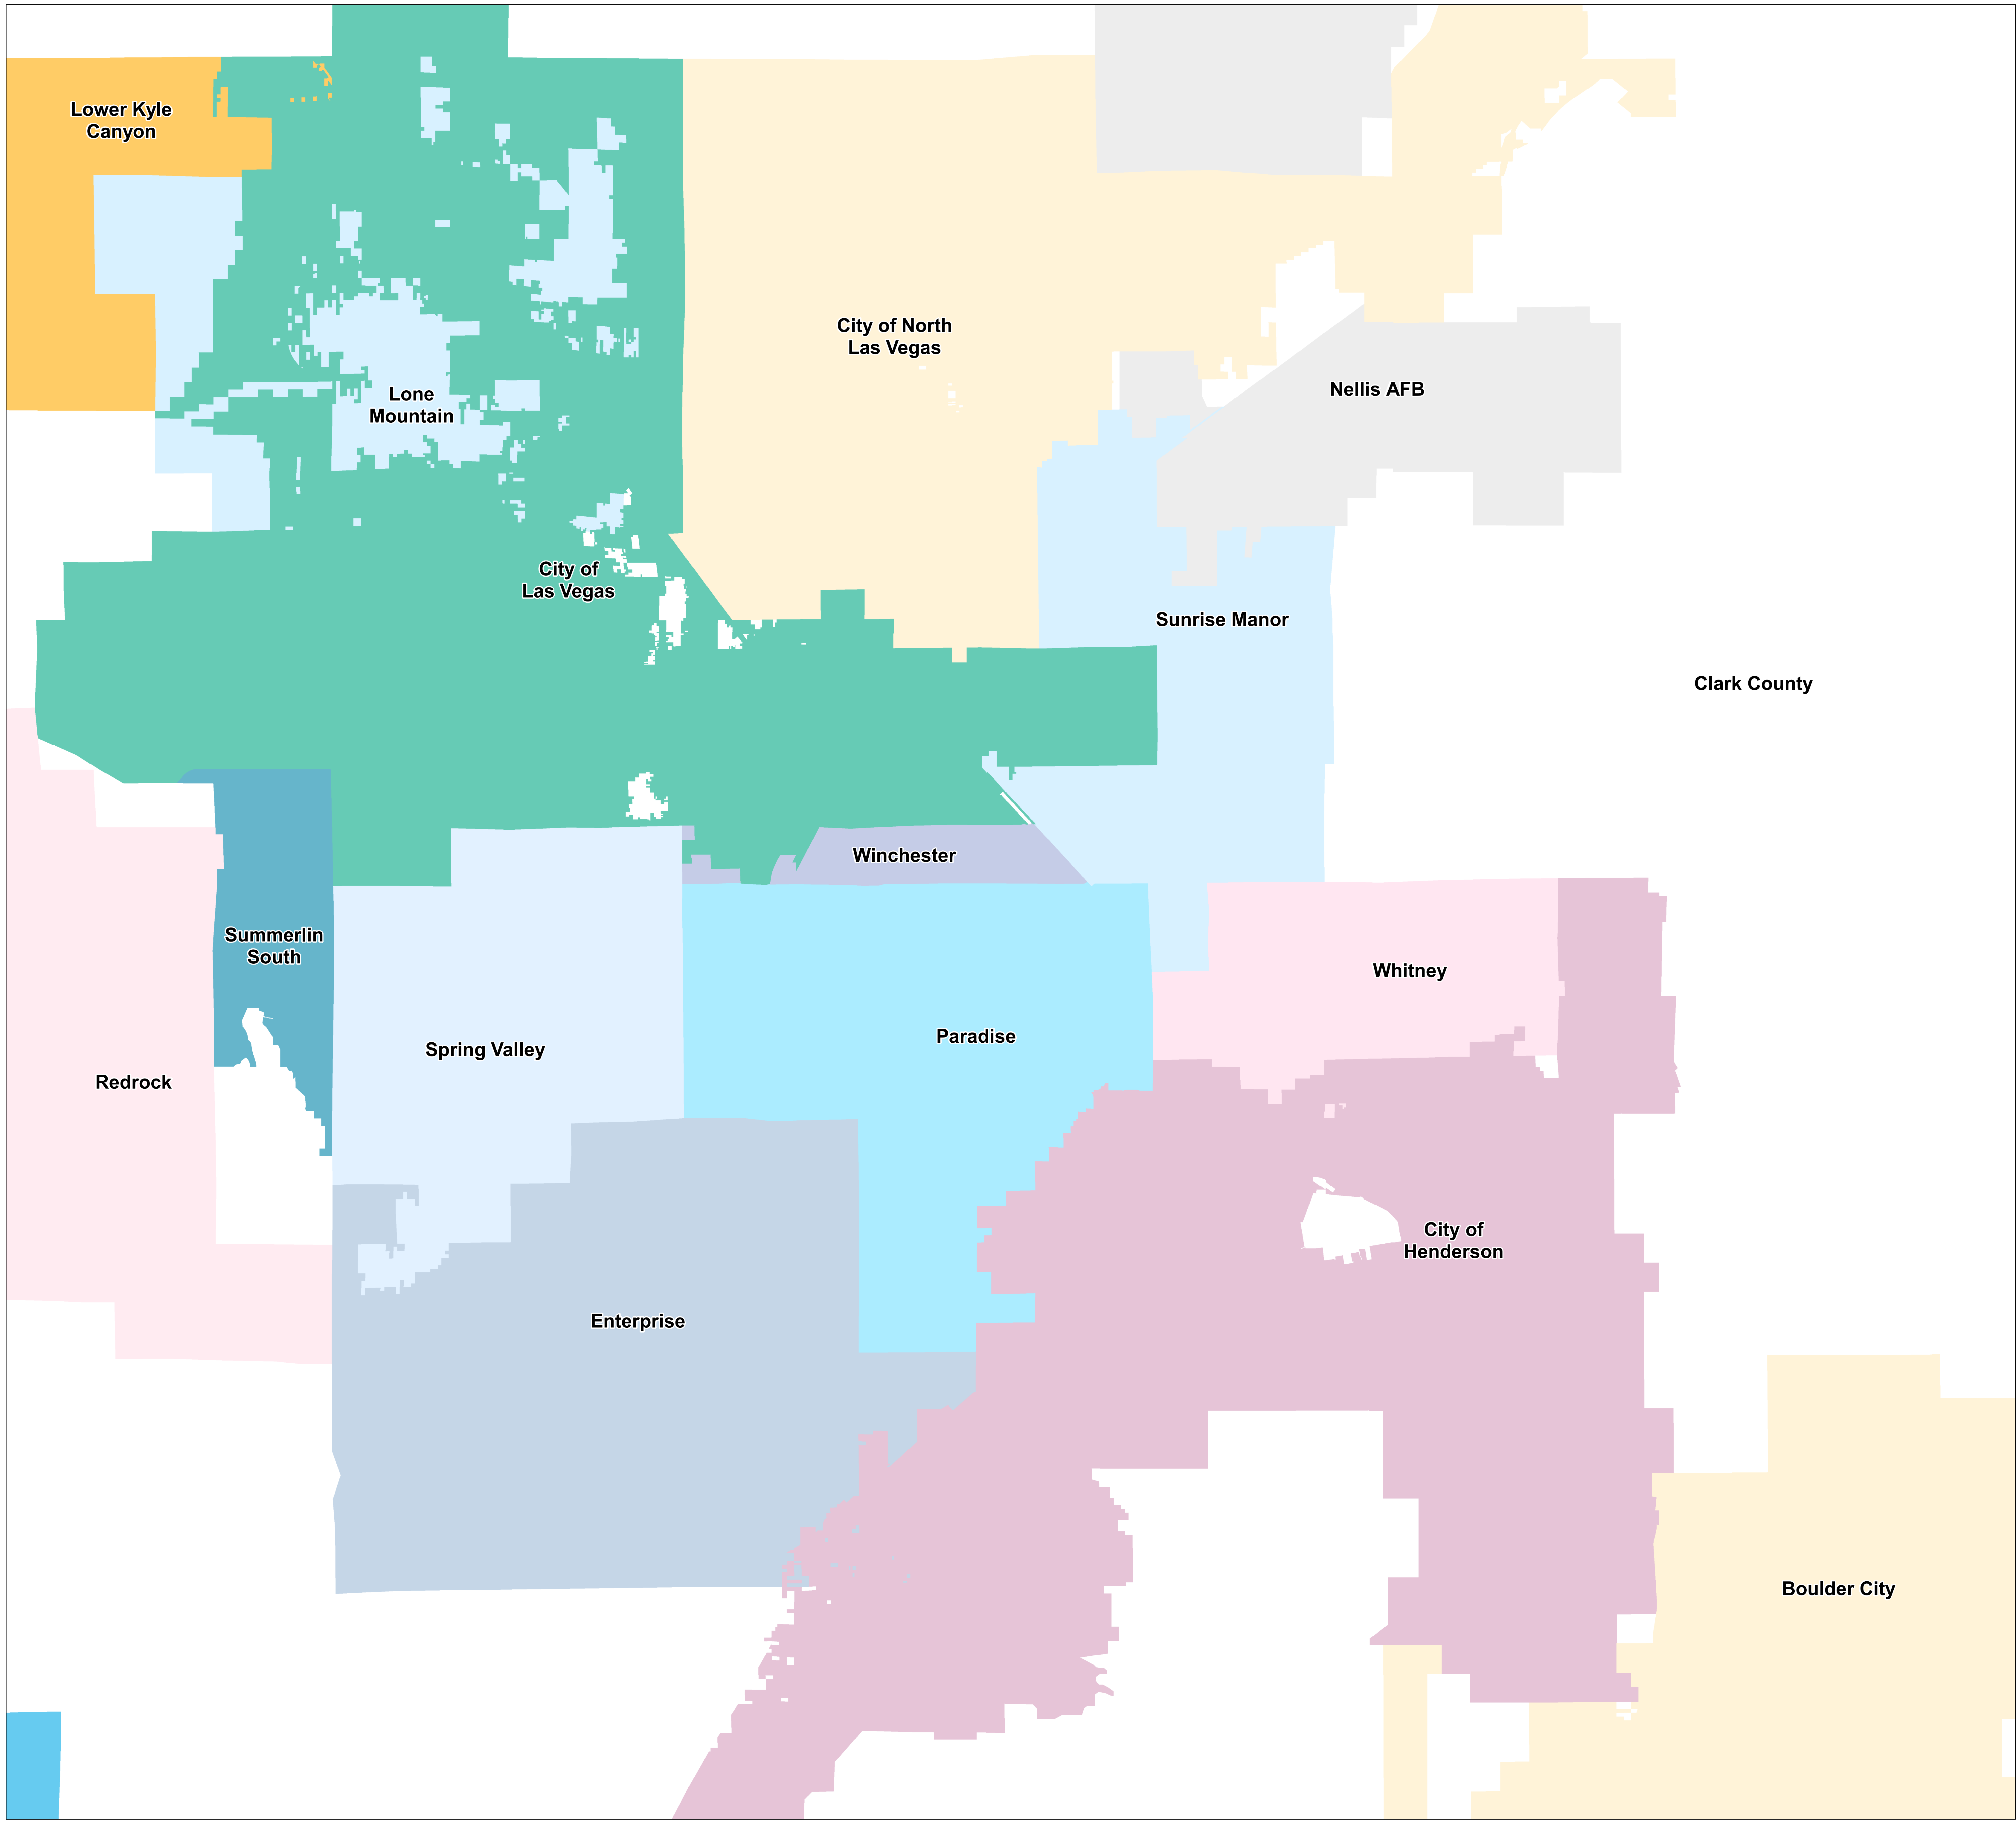 Lower Kyle
Canyon
City of North
Las Vegas
Nellis AFB
Lone
Mountain
City of
Las Vegas
Sunrise Manor
Clark County
Winchester
Summerlin
South
Whitney
Paradise
Spring Valley
Redrock
City of
Henderson
Enterprise
Boulder City